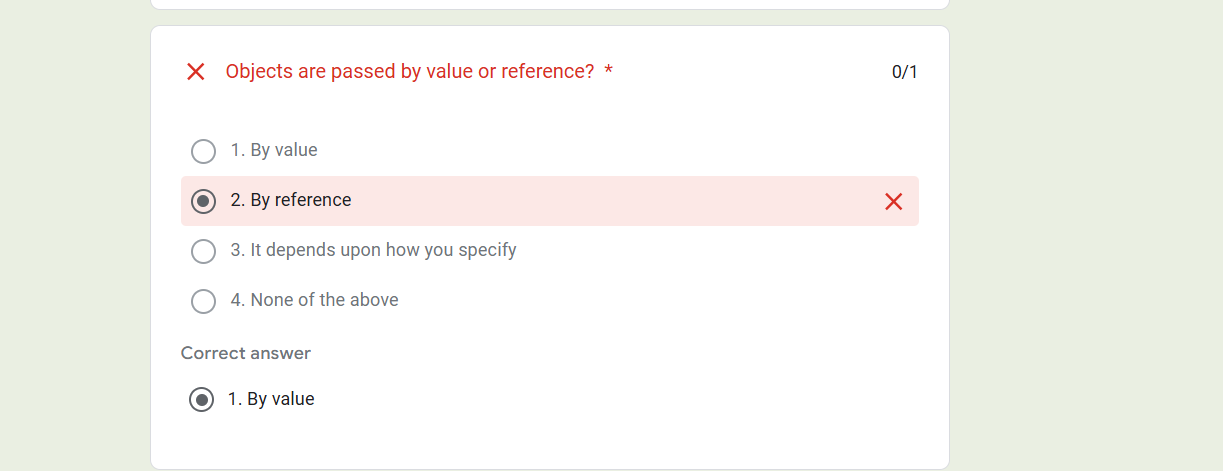 Objects are passed by value or reference? *
0/1
1. By value
2. By reference
3. It depends upon how you specify
4. None of the above
Correct answer
1. By value